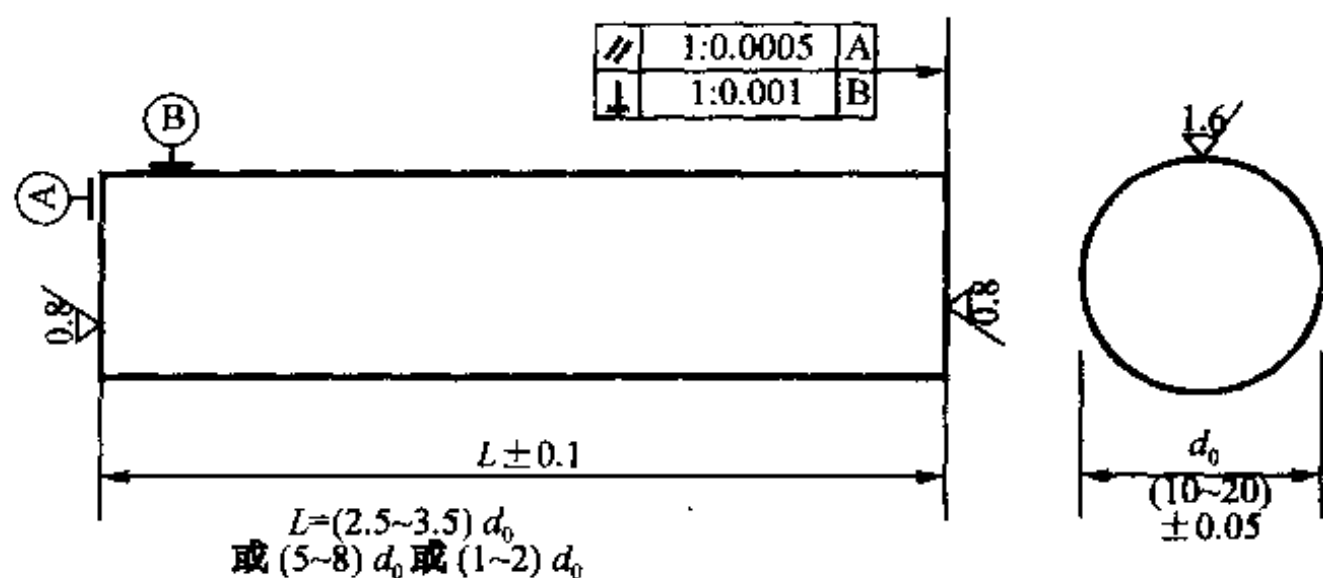 // 1:0.0005 A
⊥ 1:0.001 B
B
A
1.6
0.8
0.8
L±0.1
L=(2.5~3.5) d₀
或 (5~8) d₀ 或 (1~2) d₀
d₀
(10~20)
±0.05